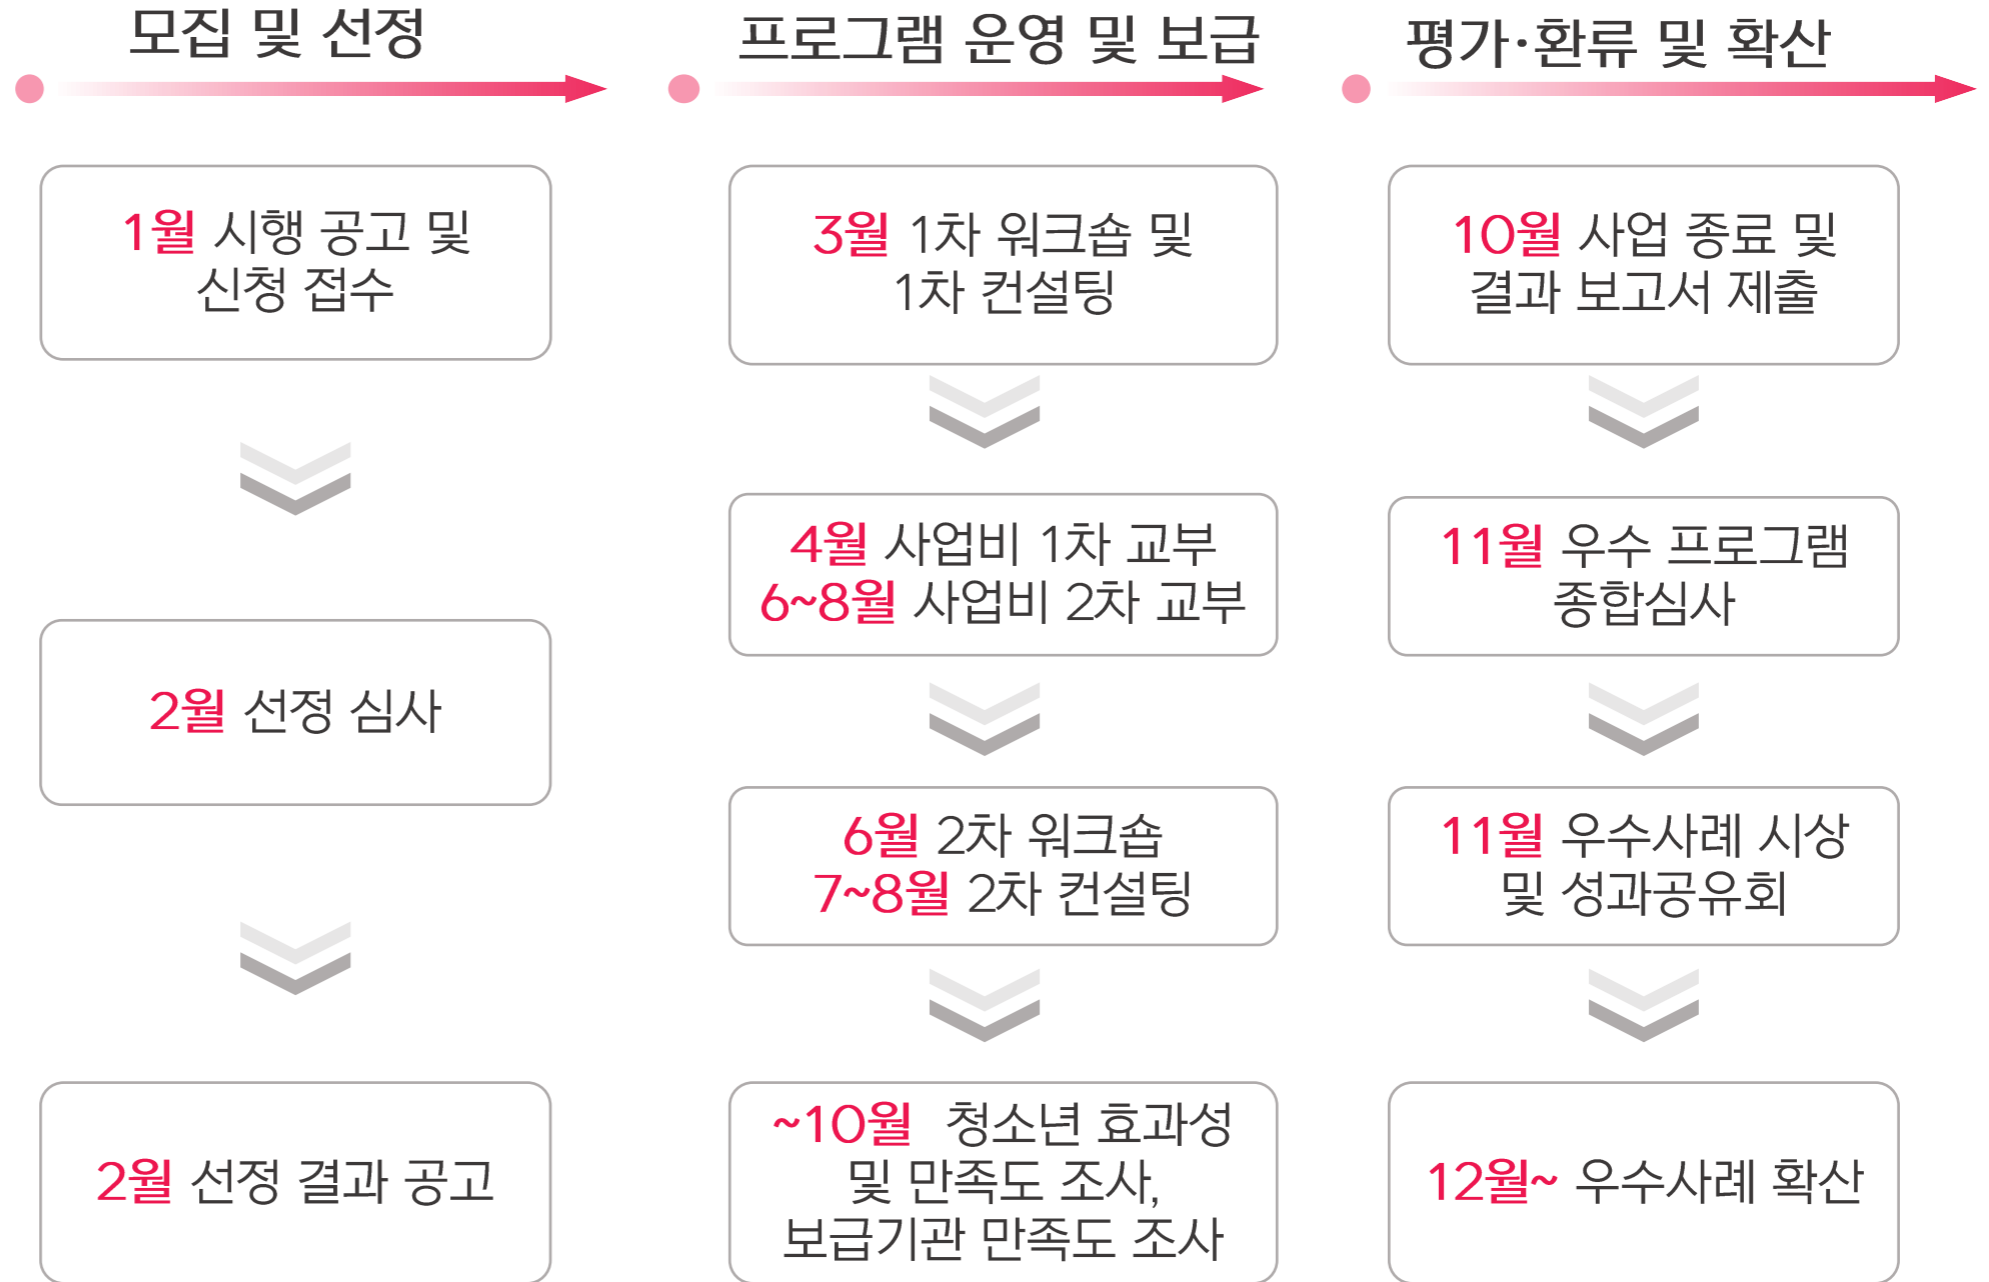 모집 및 선정
1월 시행 공고 및
신청 접수
2월 선정 심사
2월 선정 결과 공고
프로그램 운영 및 보급
3월 1차 워크숍 및
1차 컨설팅
4월 사업비 1차 교부
6~8월 사업비 2차 교부
6월 2차 워크숍
7~8월 2차 컨설팅
~10월 청소년 효과성
및 만족도 조사,
보급기관 만족도 조사
평가·환류 및 확산
10월 사업 종료 및
결과 보고서 제출
11월 우수 프로그램
종합심사
11월 우수사례 시상
및 성과공유회
12월~ 우수사례 확산